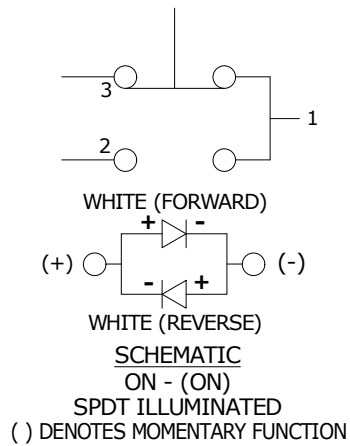 3
1
2
WHITE (FORWARD)
+ -
(+) (-)
- +
WHITE (REVERSE)
SCHEMATIC
ON - (ON)
SPDT ILLUMINATED
( ) DENOTES MOMENTARY FUNCTION